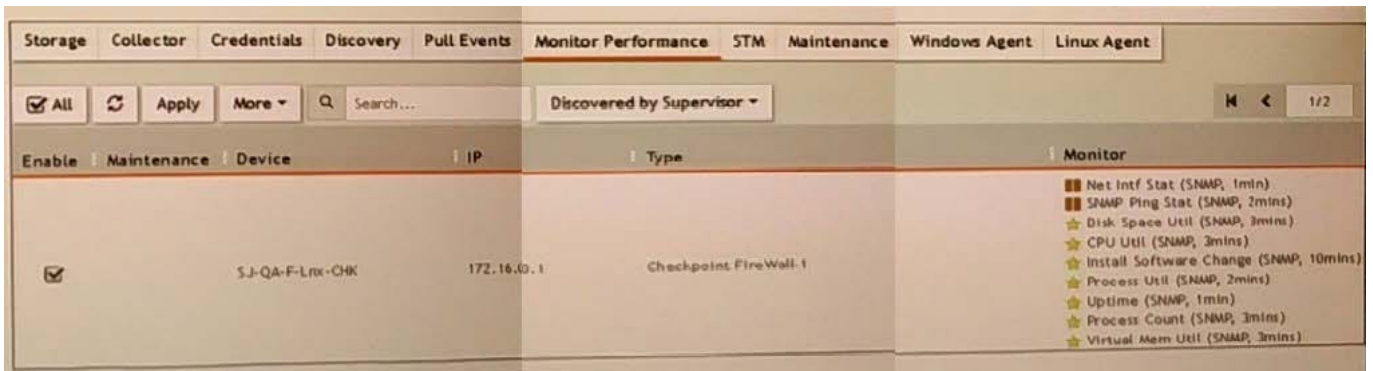 Storage Collector Credentials Discovery Pull Events Monitor Performance STM Maintenance Windows Agent Linux Agent
All Apply More Search... Discovered by Supervisor 1/2
Enable Maintenance Device IP Type Monitor
Net Intf Stat (SNMP, 1min)
SNMP Ping Stat (SNMP, 2mins)
Disk Space Util (SNMP, 3mins)
CPU Util (SNMP, 3mins)
SJ-QA-F-Lnx-CHK 172.16.0.1 Checkpoint FireWall-1 Install Software Change (SNMP, 10mins)
Process Util (SNMP, 2mins)
Uptime (SNMP, 1min)
Process Count (SNMP, 3mins)
Virtual Mem Util (SNMP, 3mins)